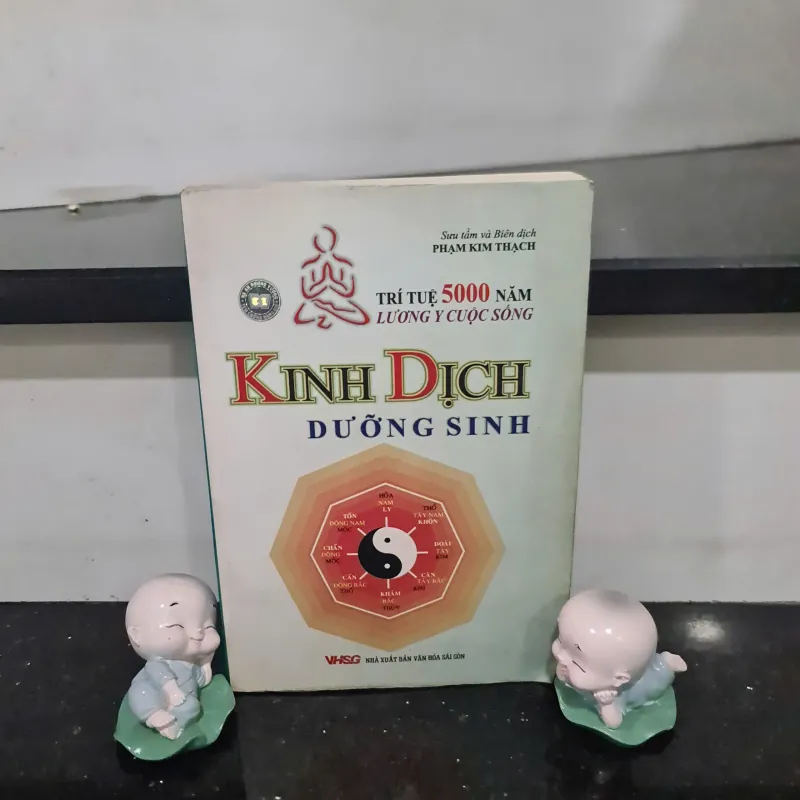 Sưu tầm và Biên dịch
PHẠM KIM THẠCH
TRÍ TUỆ 5000 NĂM
LƯƠNG Y CUỘC SỐNG
KINH DỊCH
DƯỠNG SINH
HỎA
NAM
LY
THỔ
TÂY NAM
KHÔN
ĐOÀI
TÂY
KIM
CÀN
TÂY BẮC
KIM
KHẢM
BẮC
THỦY
CẤN
ĐÔNG BẮC
THỔ
CHẤN
ĐÔNG
MỘC
TỐN
ĐÔNG NAM
MỘC
VHSG NHÀ XUẤT BẢN VĂN HÓA SÀI GÒN